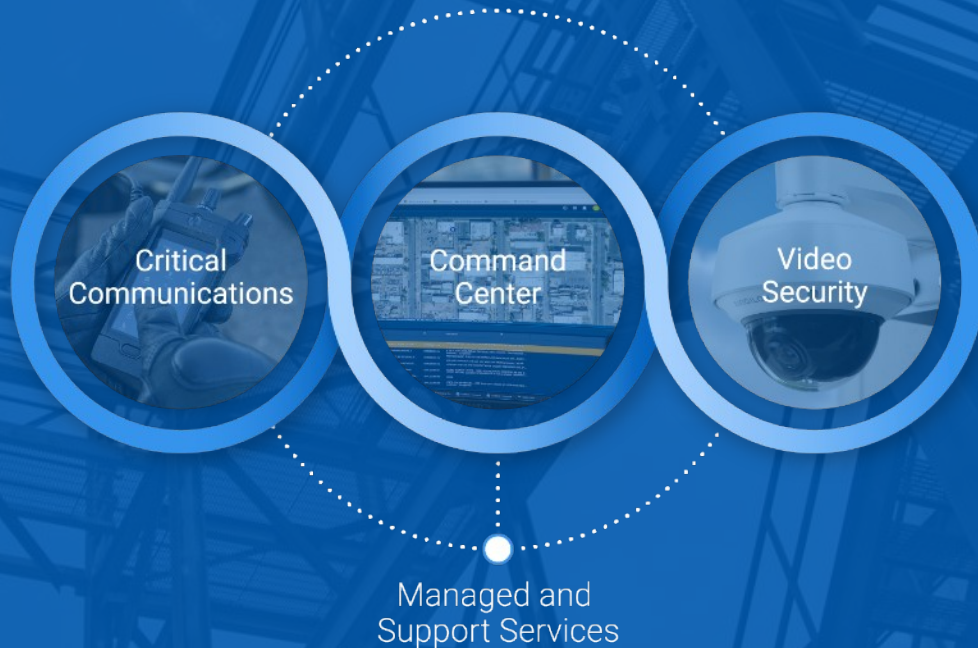 Critical
Communications
Command
Center
Video
Security
Managed and
Support Services